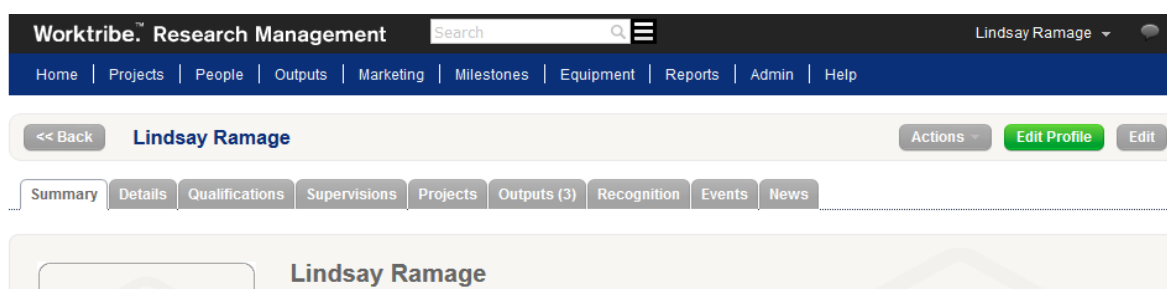 Worktribe.™ Research Management Search Lindsay Ramage
Home | Projects | People | Outputs | Marketing | Milestones | Equipment | Reports | Admin | Help
<< Back Lindsay Ramage Actions Edit Profile Edit
Summary Details Qualifications Supervisions Projects Outputs (3) Recognition Events News
Lindsay Ramage